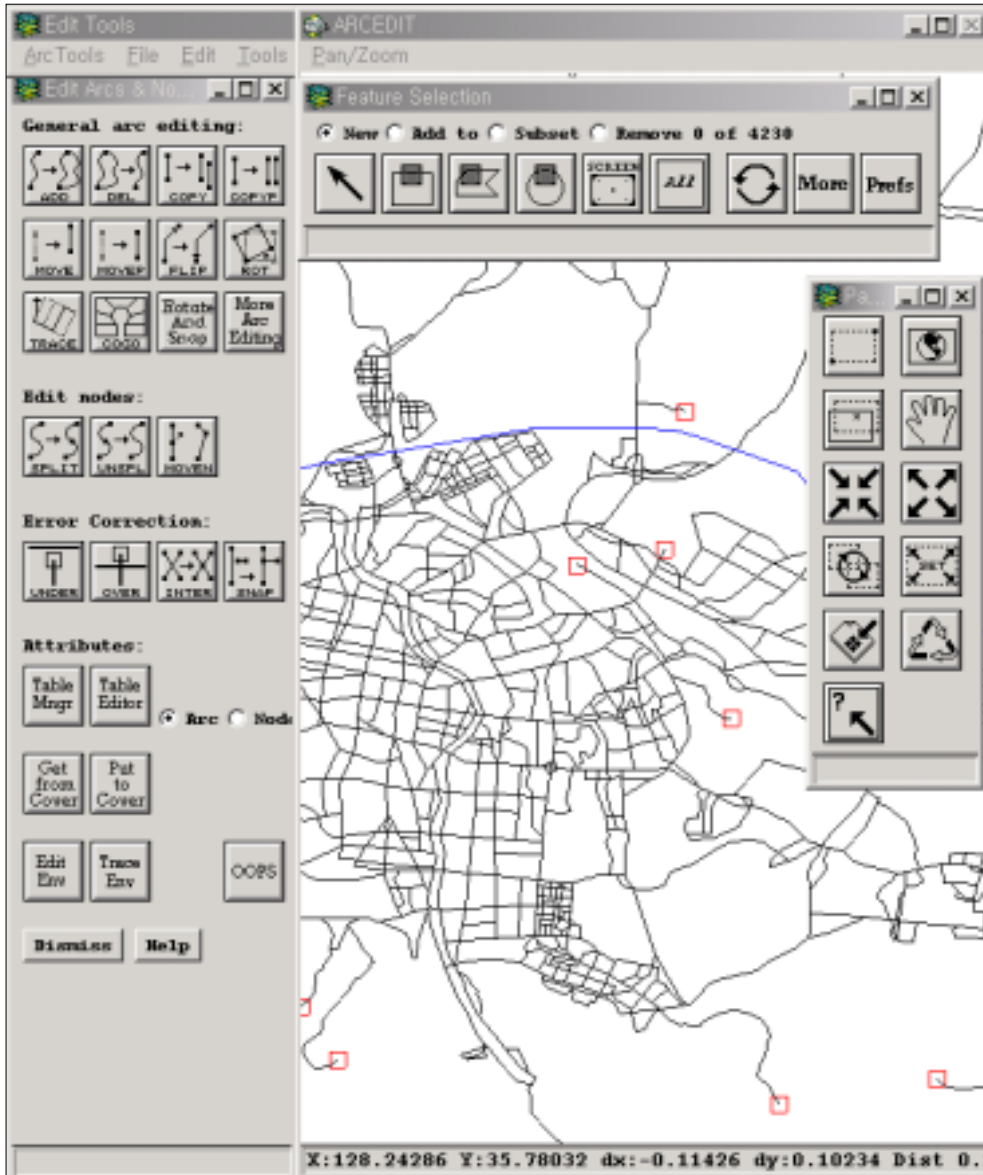 Edit Tools
ARCEDIT
ArcTools File Edit Tools
Pan/Zoom
Edit Arcs & No...
Feature Selection
New Add to Subset Remove 0 of 4230
SCREEN
All
More
Prefs
General arc editing:
ADD DEL COPY COPYP
MOVE MOVEP FLIP ROT
TRACE COGO Rotate And Snap More Arc Editing
Pa...
Edit nodes:
SPLIT UNSPL MOVEN
Error Correction:
UNDER OVER INTER SNAP
SET
Attributes:
Table Mngr Table Editor Arc Node
?
Get from Cover Put to Cover
Edit Env Trace Env OOPS
Dismiss Help
X:128.24286 Y:35.78032 dx:-0.11426 dy:0.10234 Dist 0.